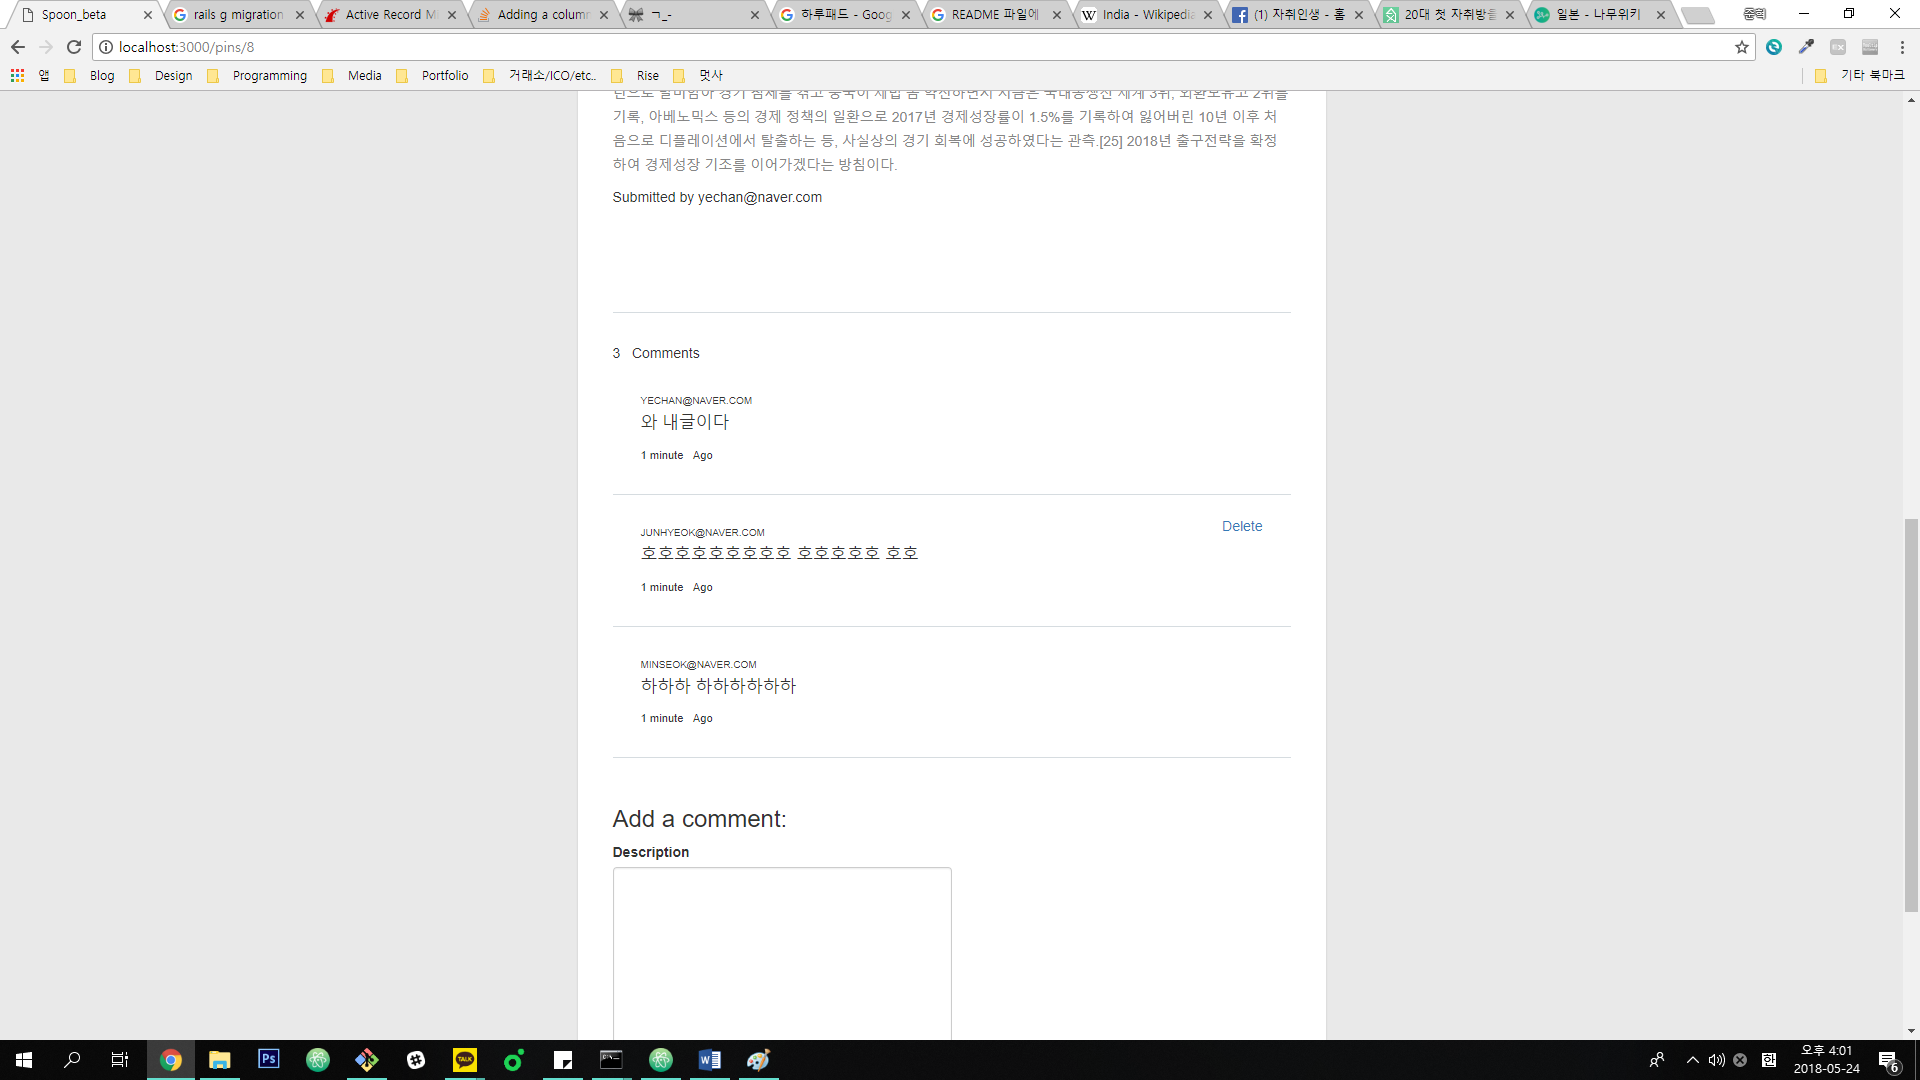 Spoon_beta
rails g migration
Active Record M
Adding a colum
ㄱ_-
하루패드 - Goog
README 파일에
India - Wikipedia
(1) 자취인생 - 홈
20대 첫 자취방을
일본 - 나무위키
준혁
localhost:3000/pins/8
앱
Blog
Design
Programming
Media
Portfolio
거래소/ICO/etc..
Rise
멋사
기타 북마크
기록, 아베노믹스 등의 경제 정책의 일환으로 2017년 경제성장률이 1.5%를 기록하여 잃어버린 10년 이후 처
음으로 디플레이션에서 탈출하는 등, 사실상의 경기 회복에 성공하였다는 관측.[25] 2018년 출구전략을 확정
하여 경제성장 기조를 이어가겠다는 방침이다.
Submitted by yechan@naver.com
3 Comments
YECHAN@NAVER.COM
와 내글이다
1 minute Ago
Delete
JUNHYEOK@NAVER.COM
호호호호호호호호호 호호호호호 호호
1 minute Ago
MINSEOK@NAVER.COM
하하하 하하하하하하
1 minute Ago
Add a comment:
Description
Ps
TALK
한
오후 4:01
2018-05-24
6